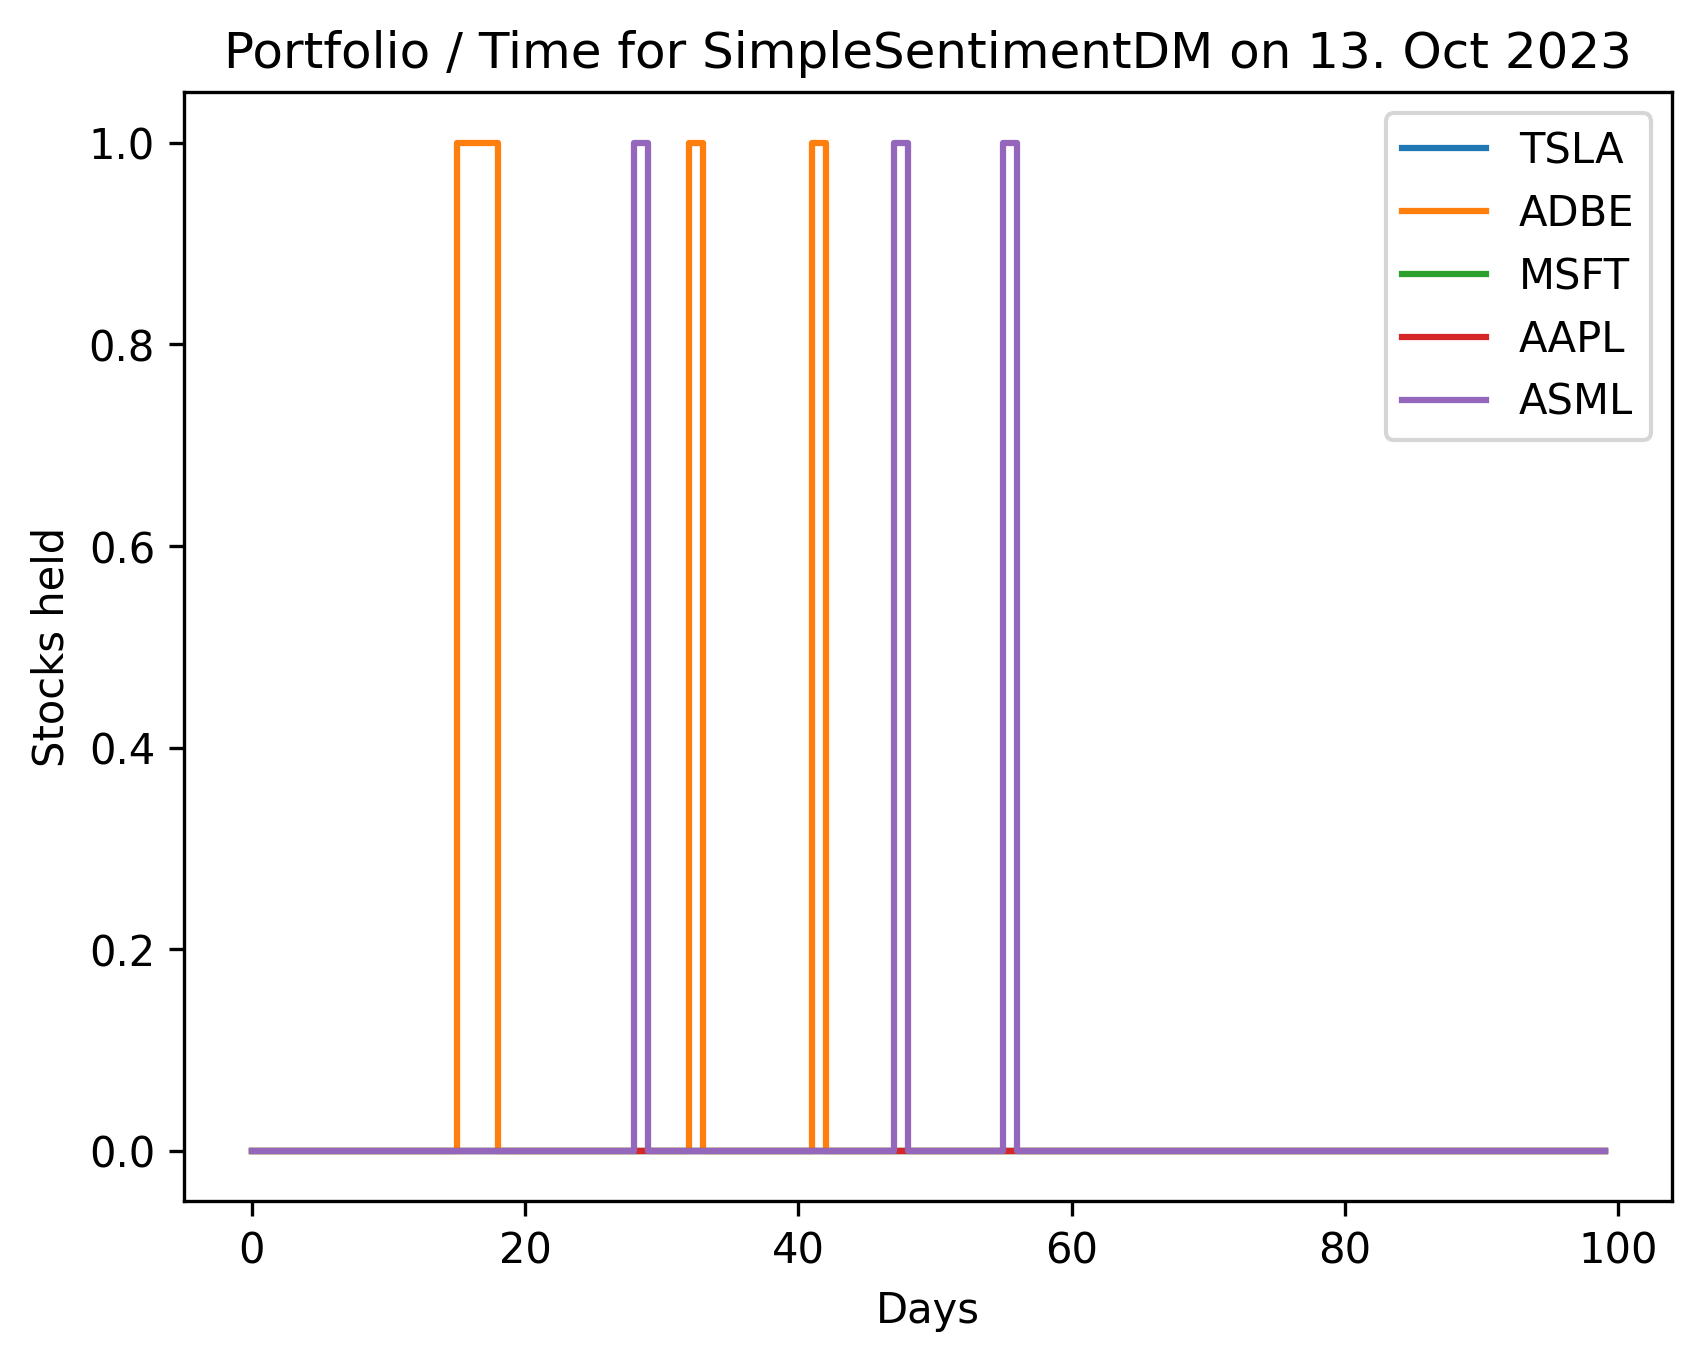 Portfolio / Time for SimpleSentimentDM on 13. Oct 2023
1.0
0.8
0.6
0.4
0.2
0.0
Stocks held
TSLA
ADBE
MSFT
AAPL
ASML
0 20 40 60 80 100
Days